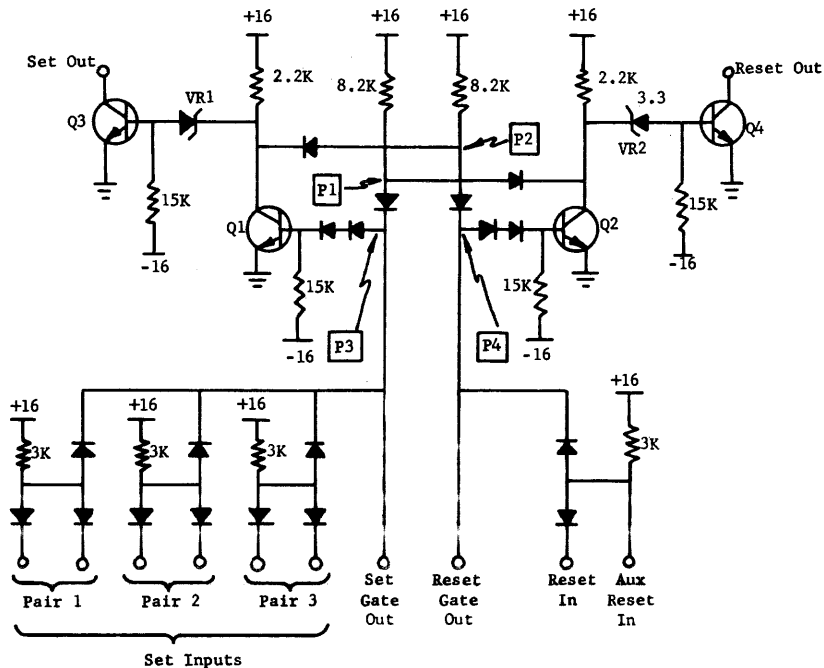 +16 +16 +16 +16
Set Out 2.2K 8.2K 8.2K 2.2K Reset Out
VR1 3.3
Q3 P2 Q4
VR2
P1
15K 15K
Q1 Q2
-16 15K 15K -16
P3 P4
-16 -16
+16 +16 +16 +16
3K 3K 3K 3K
Pair 1 Pair 2 Pair 3 Set Reset Reset Aux
Gate Gate In Reset
Out Out In
Set Inputs